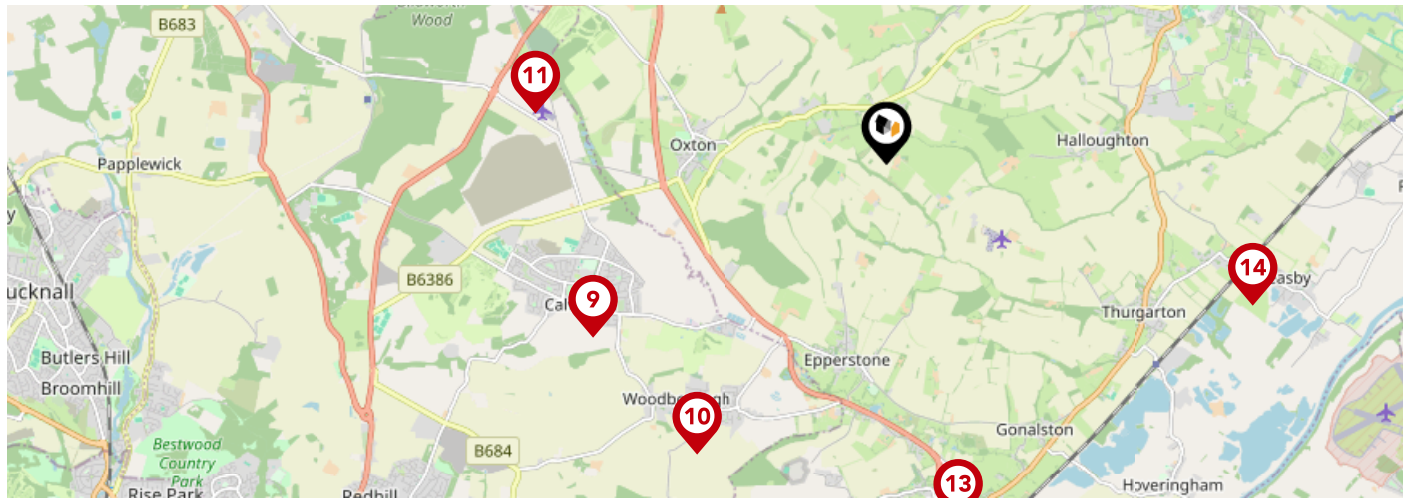 B683
Wood
11
Oxton
Papplewick
Halloughton
ucknall
B6386
9
14
Thurgarton
Butlers Hill
Broomhill
Epperstone
10
B684
Gonalston
Bestwood
Country
Park
Rise Park
Redhill
13
Hoveringham